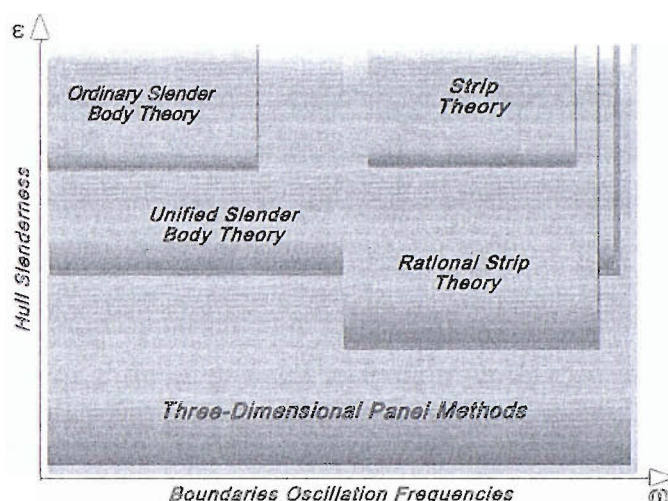 ε
Ordinary Slender
Body Theory
Strip
Theory
Unified Slender
Body Theory
Rational Strip
Theory
Hull Slenderness
Three-Dimensional Panel Methods
Boundaries Oscillation Frequencies